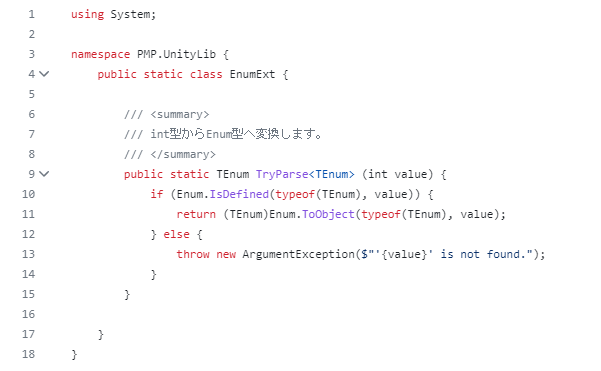 1 using System;
2
3 namespace PMP.UnityLib {
4 public static class EnumExt {
5
6 /// <summary>
7 /// int型からEnum型へ変換します。
8 /// </summary>
9 public static TEnum TryParse<TEnum> (int value) {
10 if (Enum.IsDefined(typeof(TEnum), value)) {
11 return (TEnum)Enum.ToObject(typeof(TEnum), value);
12 } else {
13 throw new ArgumentException($"'{value}' is not found.");
14 }
15 }
16
17 }
18 }